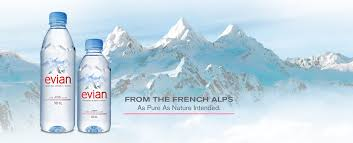 evian
evian
FROM THE FRENCH ALPS
As Pure As Nature Intended.